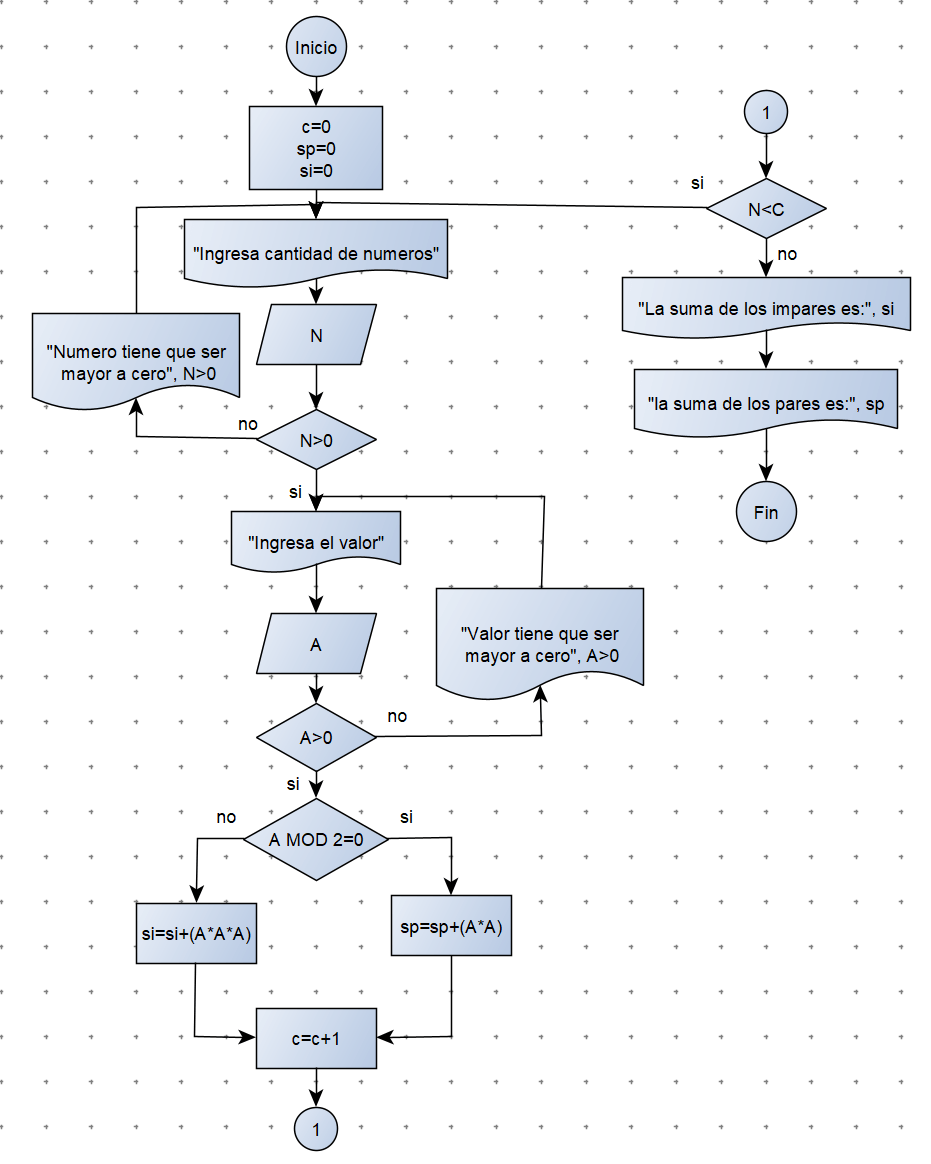 Inicio
c=0
sp=0
si=0
"Ingresa cantidad de numeros"
N
"Numero tiene que ser
mayor a cero", N>0
no
N>0
si
"Ingresa el valor"
A
"Valor tiene que ser
mayor a cero", A>0
no
A>0
si
no
si
A MOD 2=0
si=si+(A*A*A)
sp=sp+(A*A)
c=c+1
1
1
si
N<C
no
"La suma de los impares es:", si
"la suma de los pares es:", sp
Fin